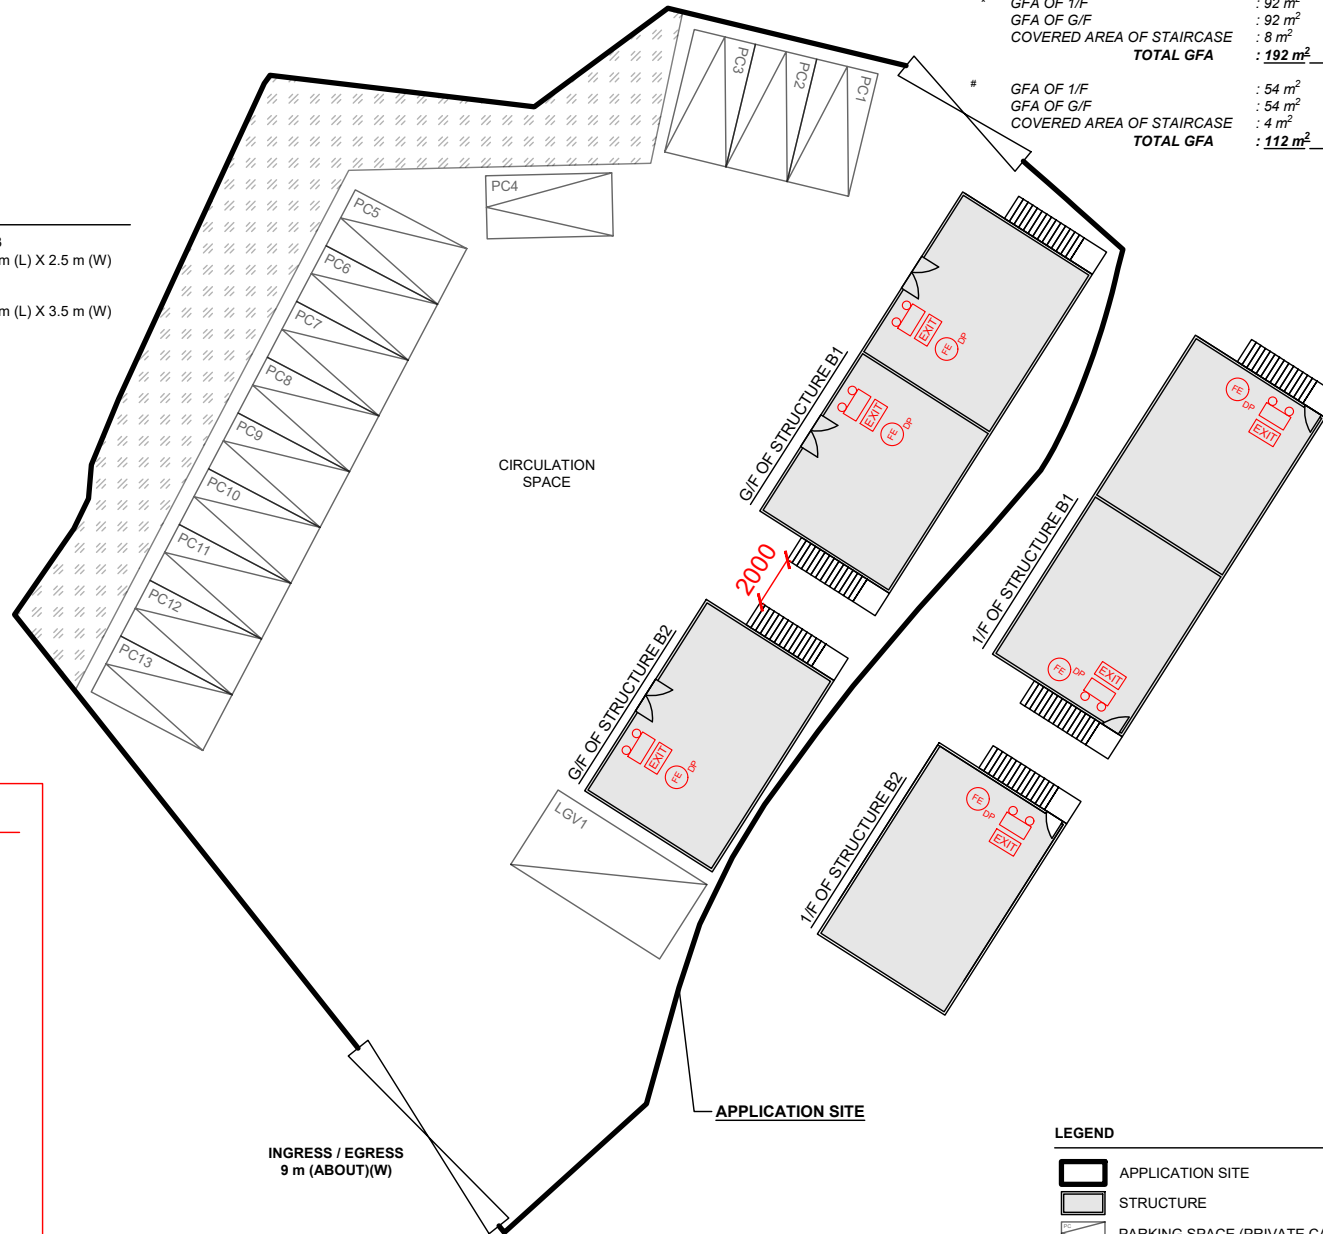 * GFA OF 1/F : 92 m²
GFA OF G/F : 92 m²
COVERED AREA OF STAIRCASE : 8 m²
TOTAL GFA : 192 m²
# GFA OF 1/F : 54 m²
GFA OF G/F : 54 m²
COVERED AREA OF STAIRCASE : 4 m²
TOTAL GFA : 112 m²
m (L) X 2.5 m (W)
m (L) X 3.5 m (W)
PC3
PC2
PC1
PC4
PC5
PC6
PC7
PC8
PC9
PC10
PC11
PC12
PC13
CIRCULATION
SPACE
G/F OF STRUCTURE B1
EXIT
FE
DP
EXIT
FE
DP
2000
G/F OF STRUCTURE B2
EXIT
FE
DP
LGV1
1/F OF STRUCTURE B1
FE
DP
EXIT
FE
DP
EXIT
1/F OF STRUCTURE B2
FE
DP
EXIT
APPLICATION SITE
INGRESS / EGRESS
9 m (ABOUT)(W)
LEGEND
APPLICATION SITE
STRUCTURE
PC
PARKING SPACE (PRIVATE CA